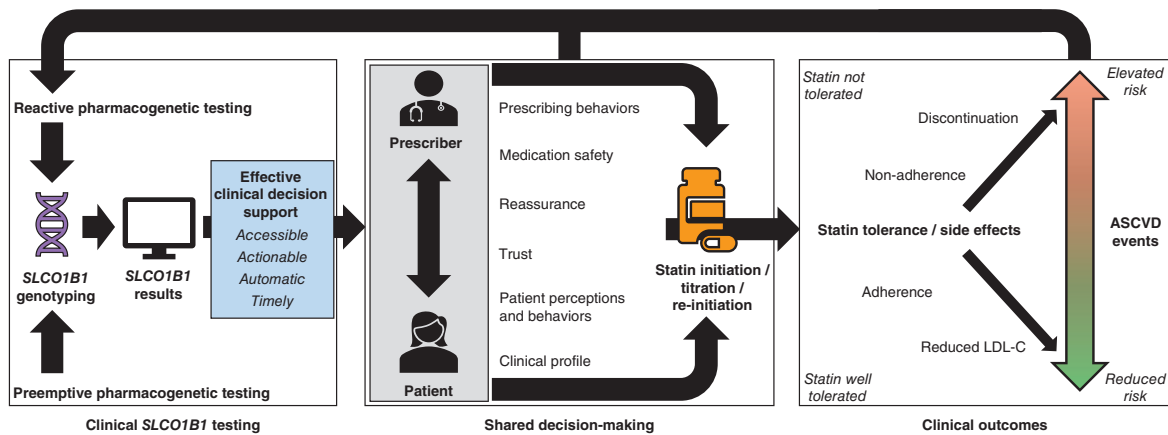 Reactive pharmacogenetic testing
SLCO1B1
genotyping
Preemptive pharmacogenetic testing
SLCO1B1
results
Effective
clinical decision
support
Accessible
Actionable
Automatic
Timely
Clinical SLCO1B1 testing
Prescriber
Patient
Prescribing behaviors
Medication safety
Reassurance
Trust
Patient perceptions
and behaviors
Clinical profile
Statin initiation /
titration /
re-initiation
Shared decision-making
Statin not
tolerated
Elevated
risk
Discontinuation
Non-adherence
Statin tolerance / side effects
ASCVD
events
Adherence
Reduced LDL-C
Statin well
tolerated
Reduced
risk
Clinical outcomes